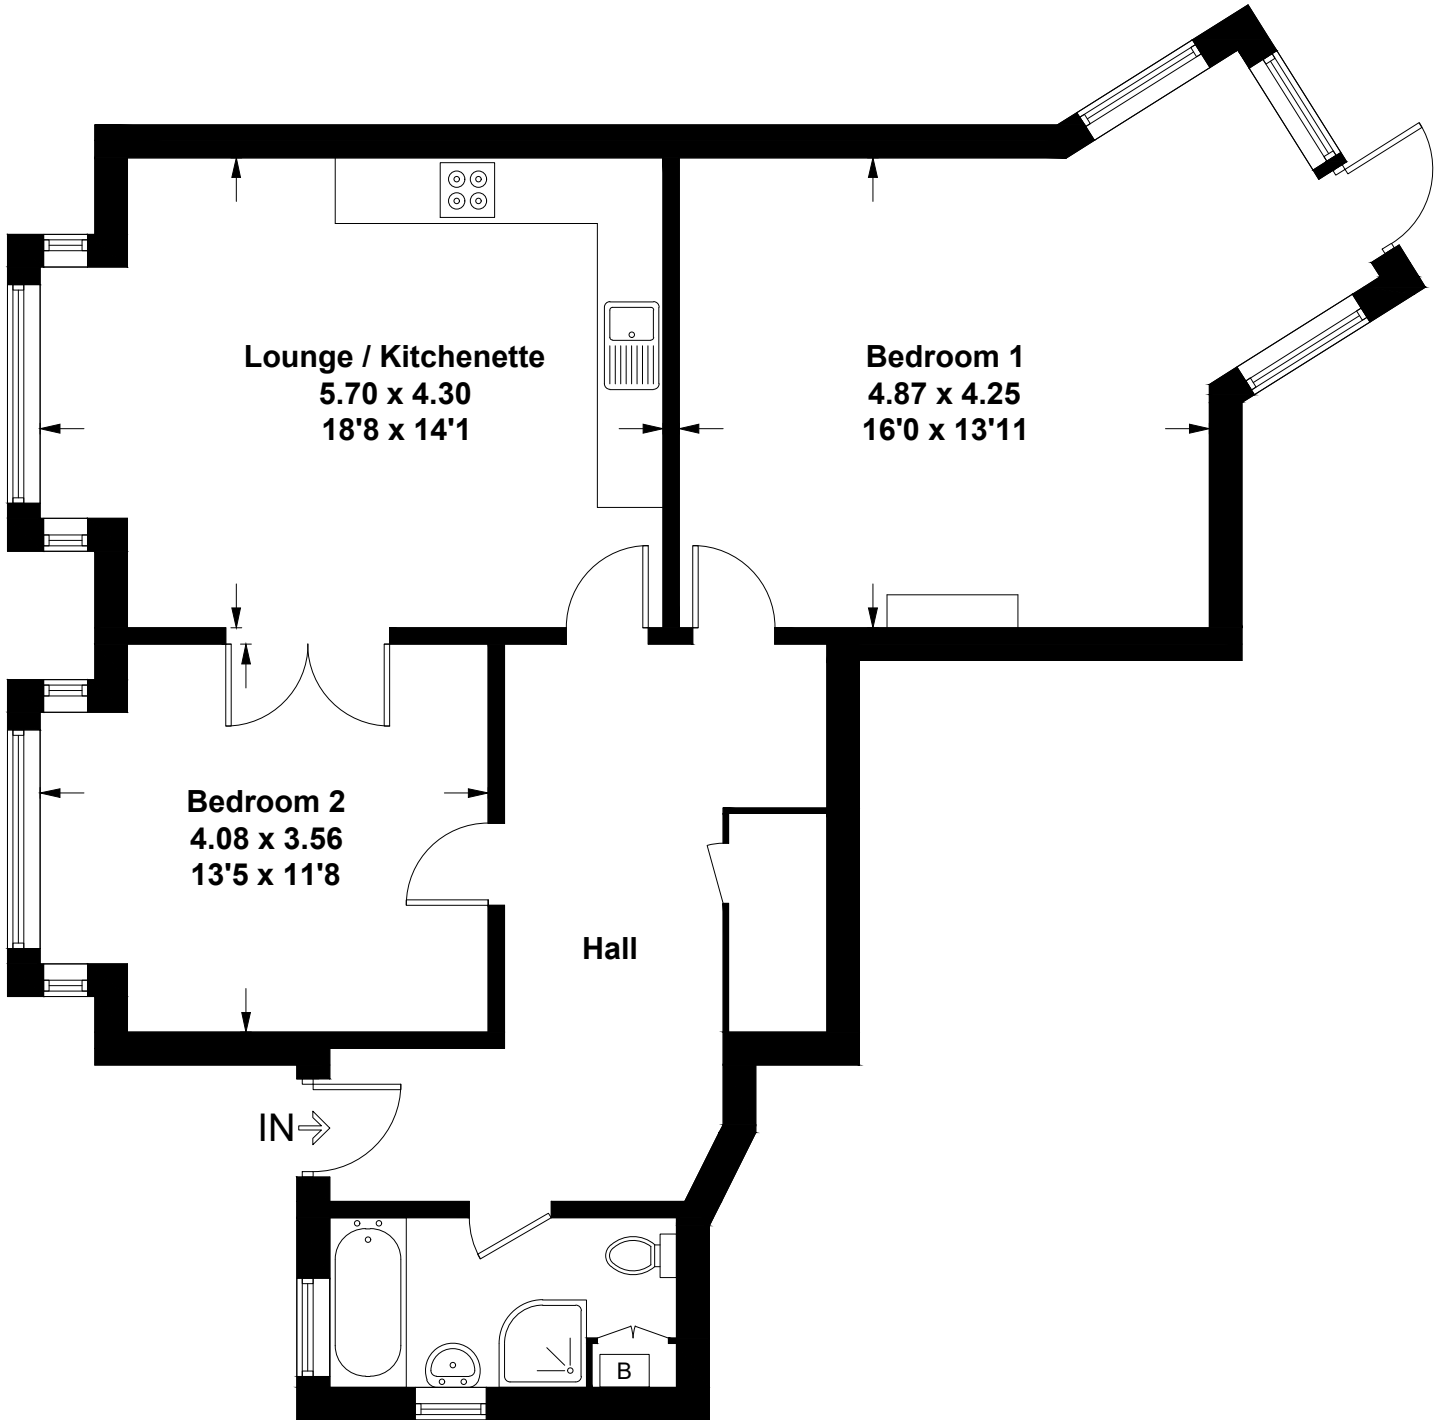 Lounge / Kitchenette
5.70 x 4.30
18'8 x 14'1
Bedroom 1
4.87 x 4.25
16'0 x 13'11
Bedroom 2
4.08 x 3.56
13'5 x 11'8
Hall
IN
B